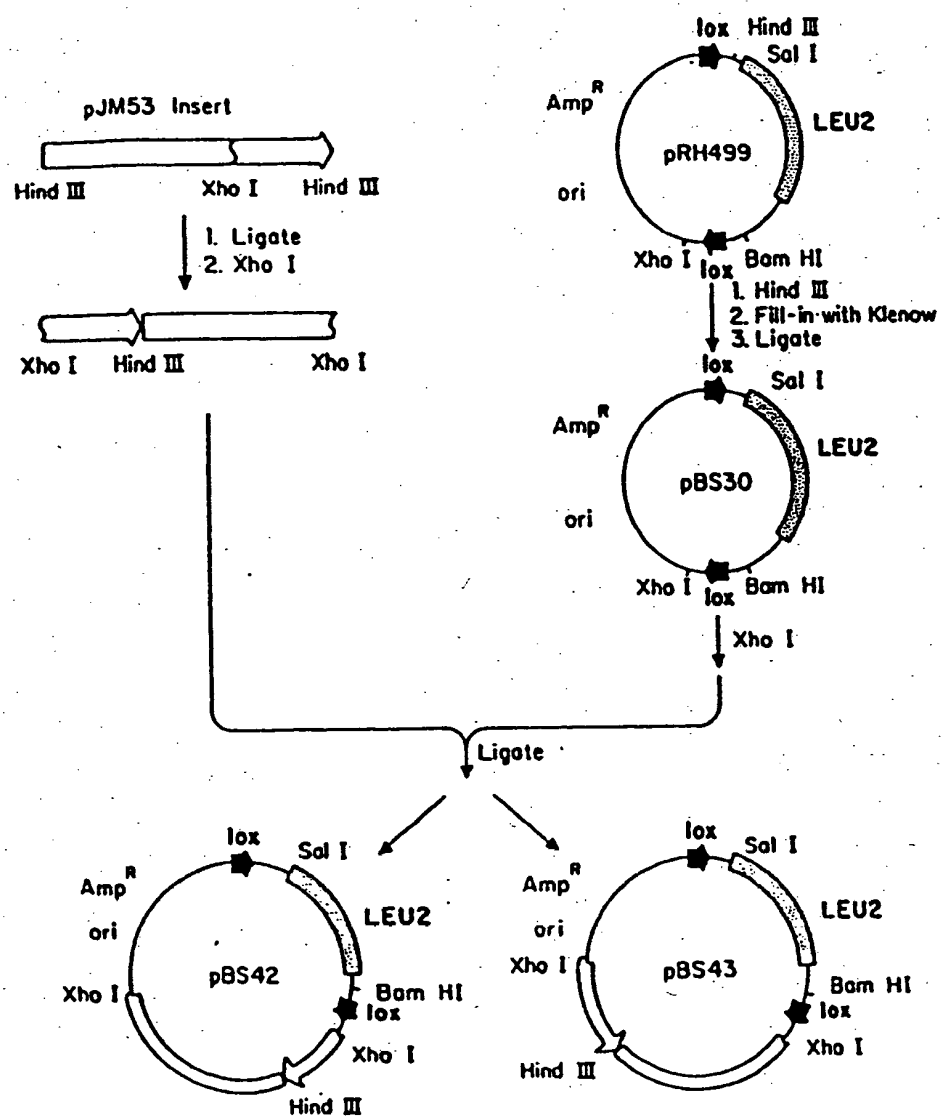 pJM53 Insert
Hind III
Xho I
Hind III
1. Ligate
2. Xho I
Xho I
Hind III
Xho I
lox
Hind III
Sal I
Amp^R
LEU2
pRH499
ori
Xho I
lox
Bam HI
1. Hind III
2. Fill-in with Klenow
3. Ligate
lox
Sal I
Amp^R
LEU2
pBS30
ori
Xho I
lox
Bam HI
Xho I
Ligate
lox
Sal I
Amp^R
LEU2
ori
pBS42
Xho I
Bam HI
lox
Xho I
Hind III
lox
Sal I
Amp^R
LEU2
ori
Xho I
pBS43
Bam HI
lox
Xho I
Hind III